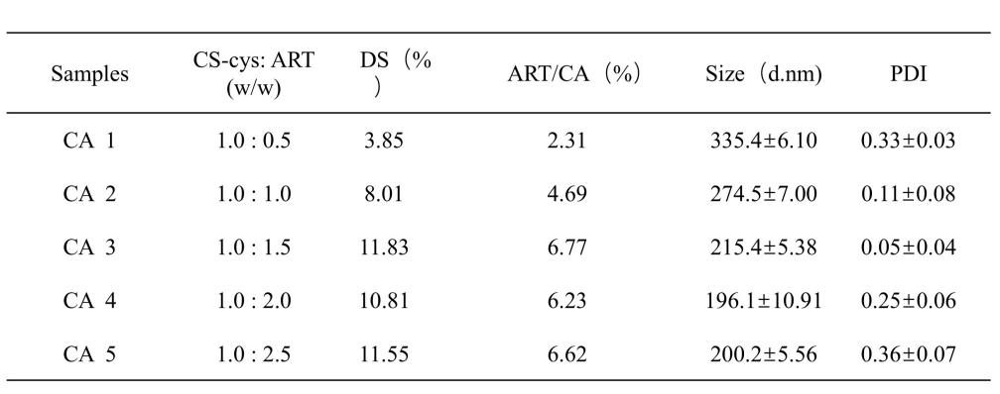 Samples CS-cys: ART (w/w) DS（% ） ART/CA（%） Size（d.nm) PDI
CA 1 1.0 : 0.5 3.85 2.31 335.4±6.10 0.33±0.03
CA 2 1.0 : 1.0 8.01 4.69 274.5±7.00 0.11±0.08
CA 3 1.0 : 1.5 11.83 6.77 215.4±5.38 0.05±0.04
CA 4 1.0 : 2.0 10.81 6.23 196.1±10.91 0.25±0.06
CA 5 1.0 : 2.5 11.55 6.62 200.2±5.56 0.36±0.07